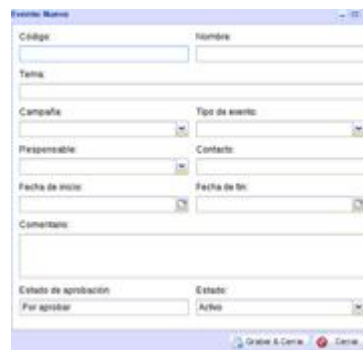 Evento Nuevo
Código: Nombre:
Tema:
Campaña: Tipo de evento:
Responsable: Contacto:
Fecha de inicio: Fecha de fin:
Comentario:
Estado de aprobación: Estado:
Por aprobar Activo
Grabar & Cerrar Cerrar